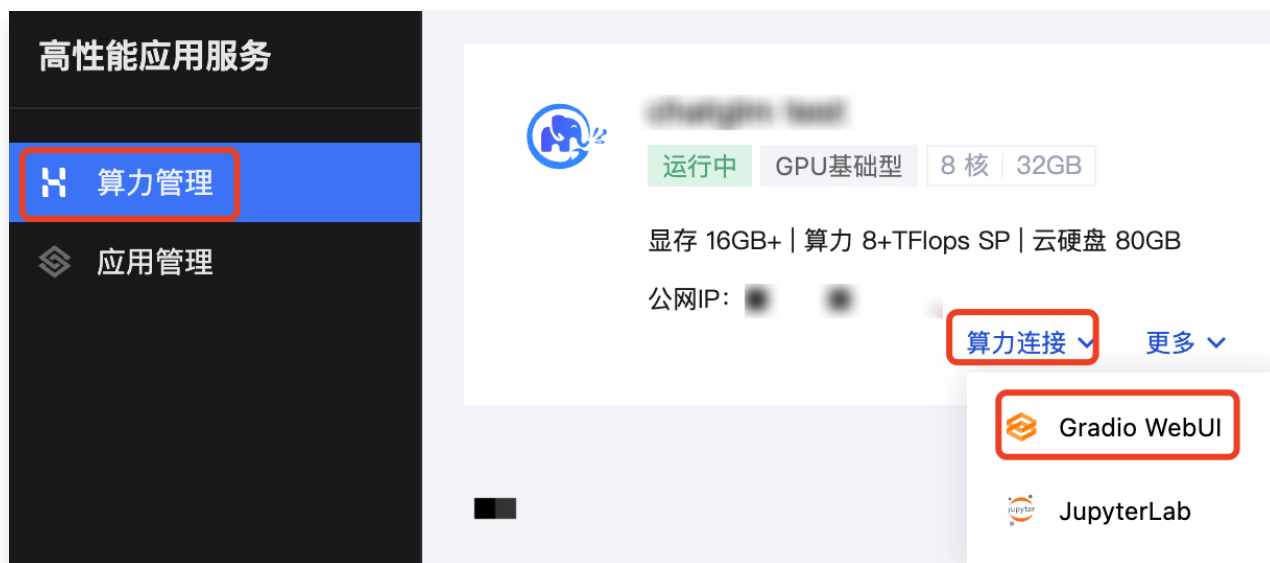 高性能应用服务
算力管理
应用管理
运行中 GPU基础型 8 核 32GB
显存 16GB+ | 算力 8+TFlops SP | 云硬盘 80GB
公网IP：
算力连接 更多
Gradio WebUI
JupyterLab